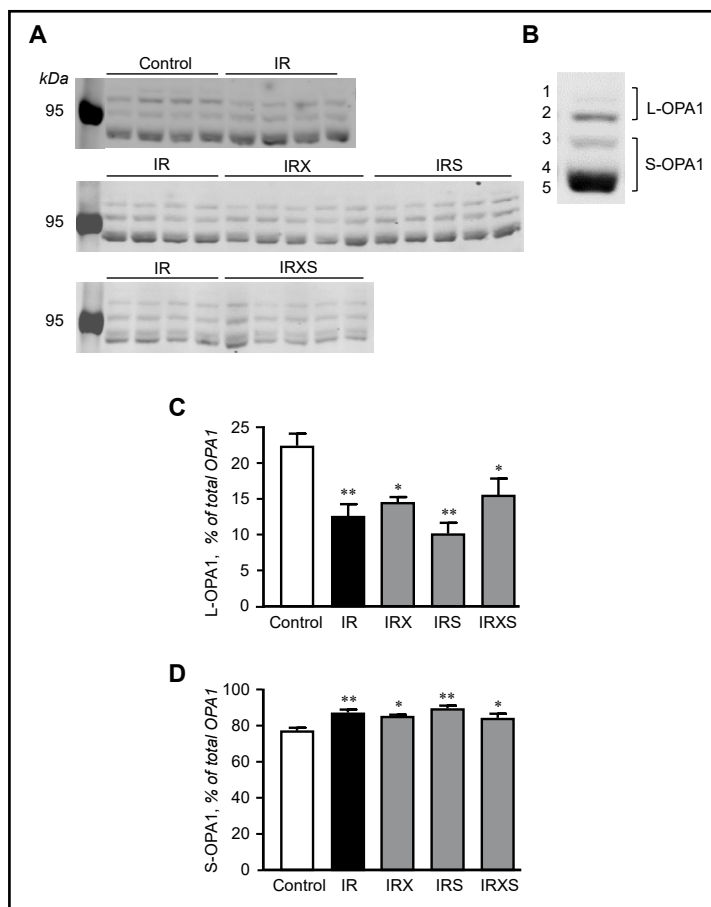 A
B
kDa
Control IR
95
IR IRX IRS
95
IR IRXS
95
1
2
3
4
5
L-OPA1
S-OPA1
C
L-OPA1, % of total OPA1
25
20
15
10
5
0
** * ** *
Control IR IRX IRS IRXS
D
S-OPA1, % of total OPA1
100
80
60
40
20
0
** * ** *
Control IR IRX IRS IRXS